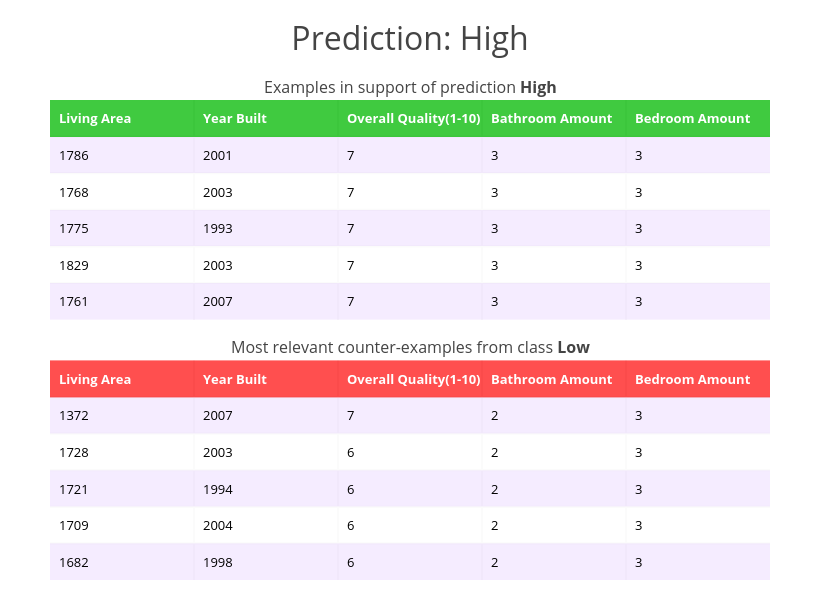 Prediction: High
Examples in support of prediction High
Living Area Year Built Overall Quality(1-10) Bathroom Amount Bedroom Amount
1786 2001 7 3 3
1768 2003 7 3 3
1775 1993 7 3 3
1829 2003 7 3 3
1761 2007 7 3 3
Most relevant counter-examples from class Low
Living Area Year Built Overall Quality(1-10) Bathroom Amount Bedroom Amount
1372 2007 7 2 3
1728 2003 6 2 3
1721 1994 6 2 3
1709 2004 6 2 3
1682 1998 6 2 3